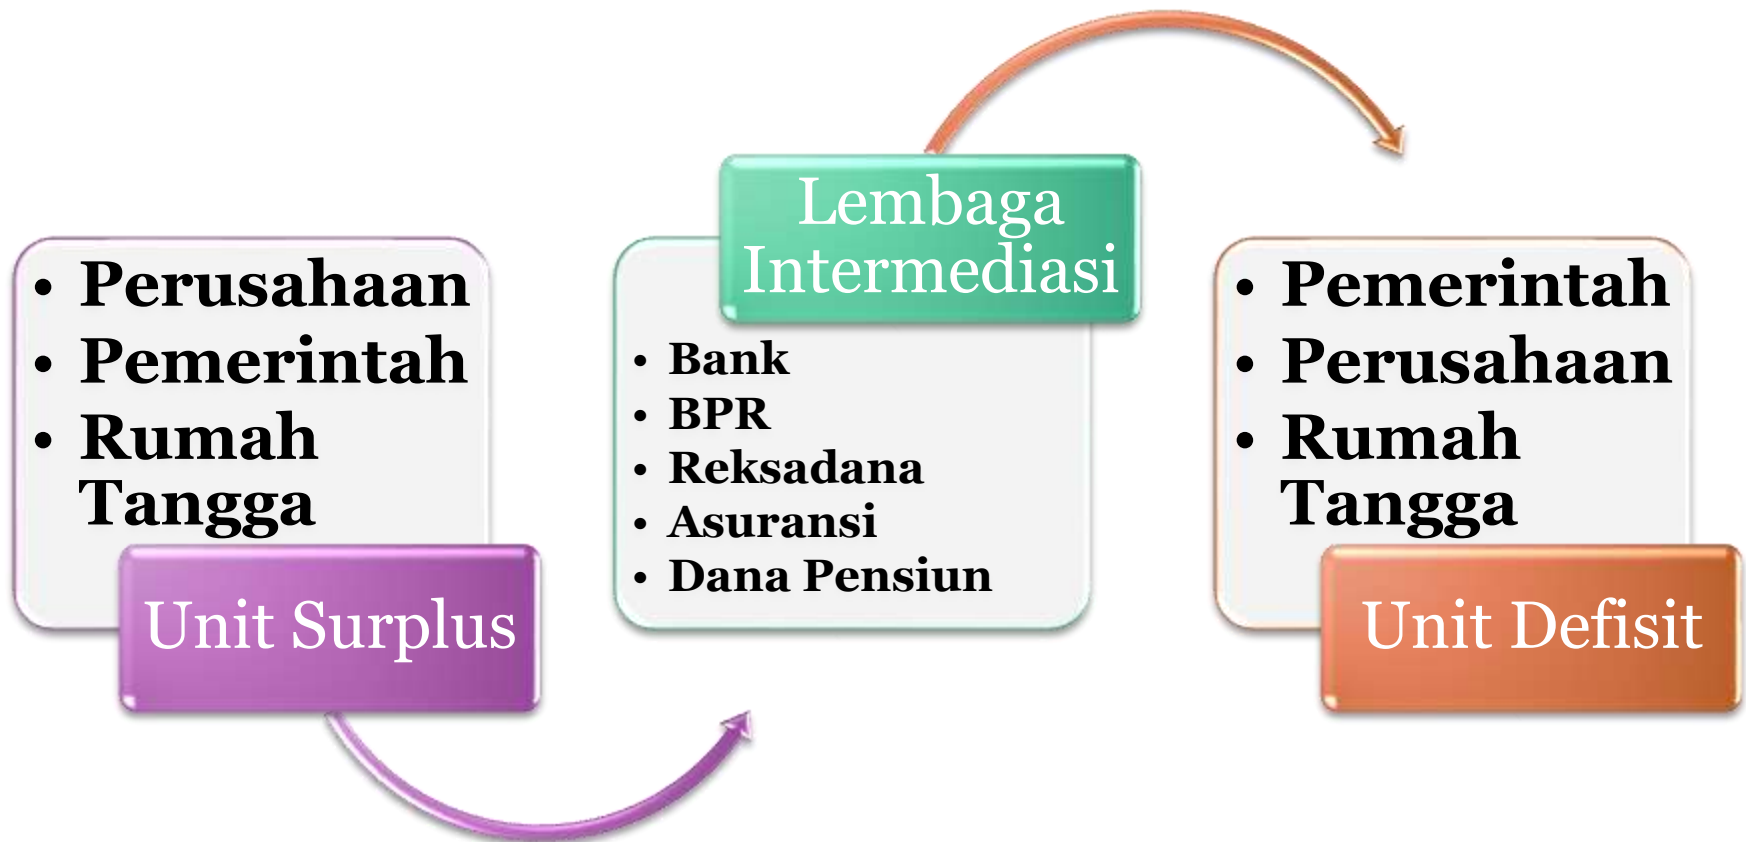 • Perusahaan
• Pemerintah
• Rumah
Tangga
Unit Surplus
Lembaga
Intermediasi
• Bank
• BPR
• Reksadana
• Asuransi
• Dana Pensiun
• Pemerintah
• Perusahaan
• Rumah
Tangga
Unit Defisit